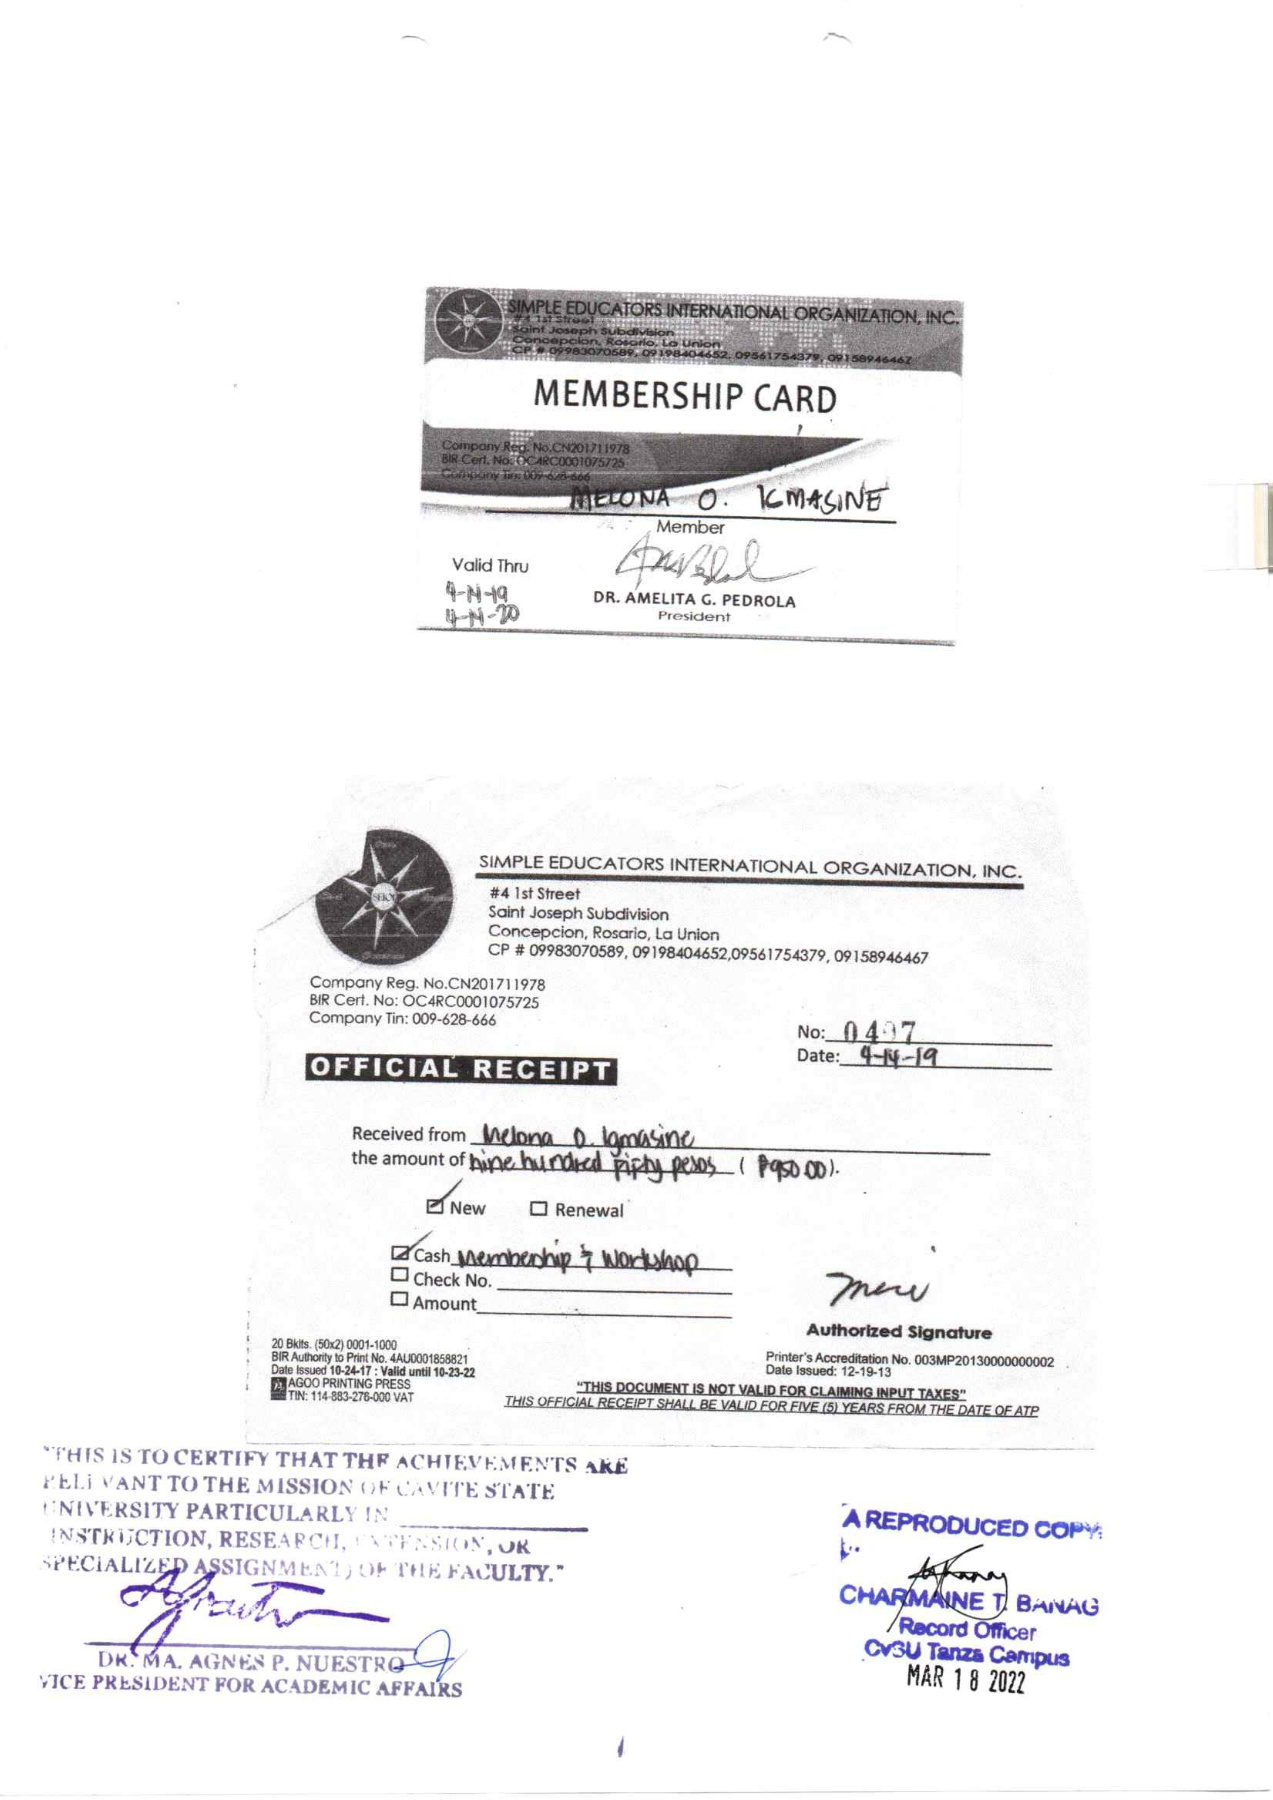 SIMPLE EDUCATORS INTERNATIONAL ORGANIZATION, INC.
#4 1st Street
Saint Joseph Subdivision
Concepcion, Rosario, La Union
CP # 09983070589, 09198404652, 09561754379, 09158946467
MEMBERSHIP CARD
Company Reg. No.CN201711978
BIR Cert. No: OC4RC0001075725
Company Tin: 009-628-666
MELONA O. IGMASINE
Member
Valid Thru
4-14-19
4-14-20
DR. AMELITA G. PEDROLA
President
SIMPLE EDUCATORS INTERNATIONAL ORGANIZATION, INC.
#4 1st Street
Saint Joseph Subdivision
Concepcion, Rosario, La Union
CP # 09983070589, 09198404652,09561754379, 09158946467
Company Reg. No.CN201711978
BIR Cert. No: OC4RC0001075725
Company Tin: 009-628-666
No: 0497
Date: 4-14-19
OFFICIAL RECEIPT
Received from Melona O. Igmasine
the amount of nine hundred fifty pesos ( ₱950.00).
New Renewal
Cash Membership & Workshop
Check No.
Amount
Authorized Signature
20 Bklts. (50x2) 0001-1000
BIR Authority to Print No. 4AU0001858821
Date Issued 10-24-17 : Valid until 10-23-22
AGOO PRINTING PRESS
TIN: 114-883-276-000 VAT
Printer's Accreditation No. 003MP20130000000002
Date Issued: 12-19-13
"THIS DOCUMENT IS NOT VALID FOR CLAIMING INPUT TAXES"
THIS OFFICIAL RECEIPT SHALL BE VALID FOR FIVE (5) YEARS FROM THE DATE OF ATP
"THIS IS TO CERTIFY THAT THE ACHIEVEMENTS ARE
RELEVANT TO THE MISSION OF CAVITE STATE
UNIVERSITY PARTICULARLY IN
INSTRUCTION, RESEARCH, EXTENSION, OR
SPECIALIZED ASSIGNMENT) OF THE FACULTY."
DR. MA. AGNES P. NUESTRO
VICE PRESIDENT FOR ACADEMIC AFFAIRS
A REPRODUCED COPY:
CHARMAINE T. BANAG
Record Officer
CvSU Tanza Campus
MAR 18 2022